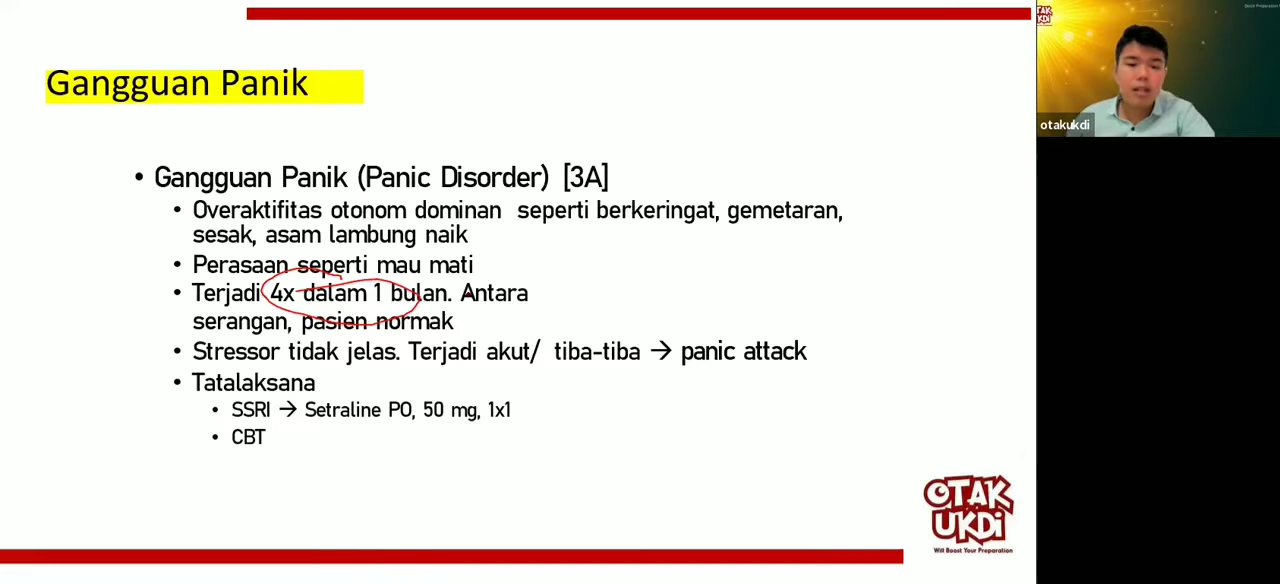 Gangguan Panik
• Gangguan Panik (Panic Disorder) [3A]
• Overaktifitas otonom dominan seperti berkeringat, gemetaran,
sesak, asam lambung naik
• Perasaan seperti mau mati
• Terjadi 4x dalam 1 bulan. Antara
serangan, pasien normak
• Stressor tidak jelas. Terjadi akut/ tiba-tiba → panic attack
• Tatalaksana
• SSRI → Setraline PO, 50 mg, 1x1
• CBT
OTAK
UKDi
Will Boost Your Preparation
TAK
UKDI
otakukdi